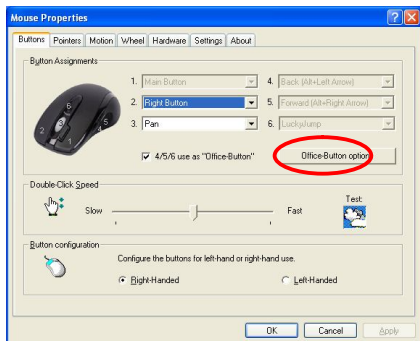 Mouse Properties
Buttons Pointers Motion Wheel Hardware Settings About
Button Assignments
1. Main Button 4. Back (Alt+Left Arrow)
2. Right Button 5. Forward (Alt+Right Arrow)
3. Pan 6. LuckyJump
4/5/6 use as "Office-Button" Office-Button option
Double-Click Speed
Slow Fast Test:
Button configuration
Configure the buttons for left-hand or right-hand use.
Right-Handed Left-Handed
OK Cancel Apply